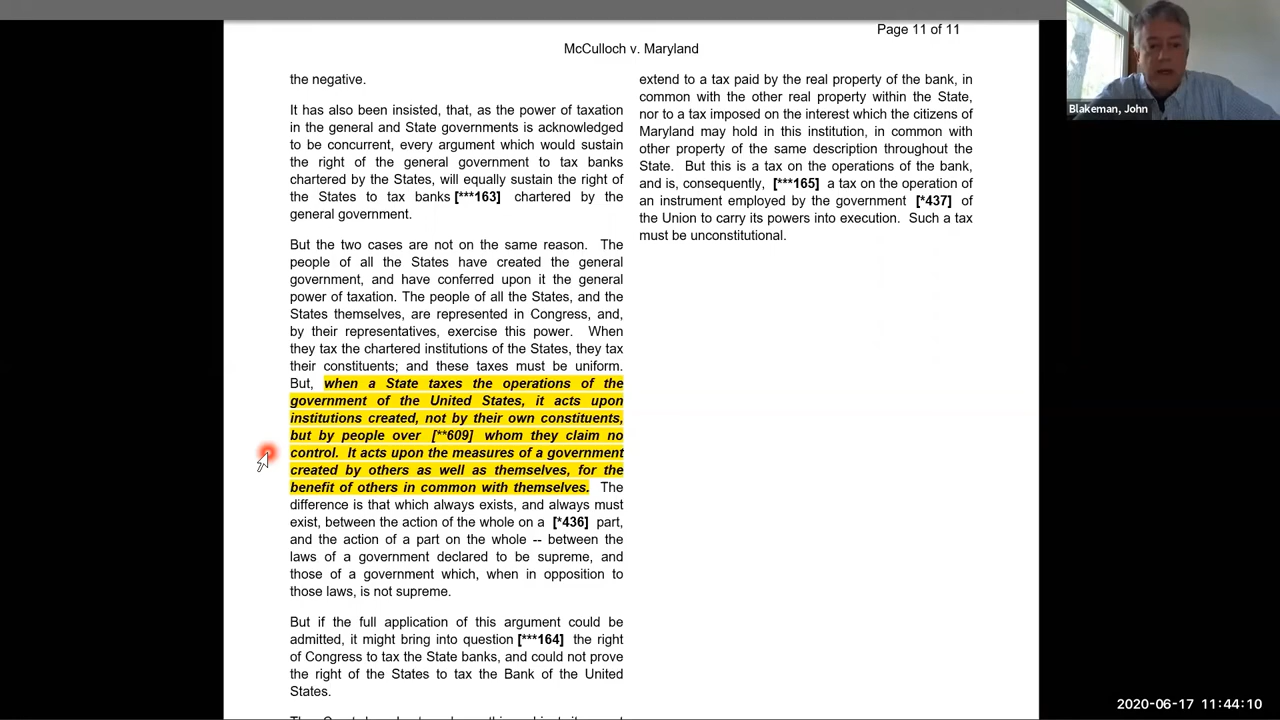 Page 11 of 11
McCulloch v. Maryland
the negative.
It has also been insisted, that, as the power of taxation
in the general and State governments is acknowledged
to be concurrent, every argument which would sustain
the right of the general government to tax banks
chartered by the States, will equally sustain the right of
the States to tax banks [***163] chartered by the
general government.
But the two cases are not on the same reason. The
people of all the States have created the general
government, and have conferred upon it the general
power of taxation. The people of all the States, and the
States themselves, are represented in Congress, and,
by their representatives, exercise this power. When
they tax the chartered institutions of the States, they tax
their constituents; and these taxes must be uniform.
But, when a State taxes the operations of the
government of the United States, it acts upon
institutions created, not by their own constituents,
but by people over [**609] whom they claim no
control. It acts upon the measures of a government
created by others as well as themselves, for the
benefit of others in common with themselves. The
difference is that which always exists, and always must
exist, between the action of the whole on a [*436] part,
and the action of a part on the whole -- between the
laws of a government declared to be supreme, and
those of a government which, when in opposition to
those laws, is not supreme.
But if the full application of this argument could be
admitted, it might bring into question [***164] the right
of Congress to tax the State banks, and could not prove
the right of the States to tax the Bank of the United
States.
extend to a tax paid by the real property of the bank, in
common with the other real property within the State,
nor to a tax imposed on the interest which the citizens of
Maryland may hold in this institution, in common with
other property of the same description throughout the
State. But this is a tax on the operations of the bank,
and is, consequently, [***165] a tax on the operation of
an instrument employed by the government [*437] of
the Union to carry its powers into execution. Such a tax
must be unconstitutional.
Blakeman, John
2020-06-17 11:44:10